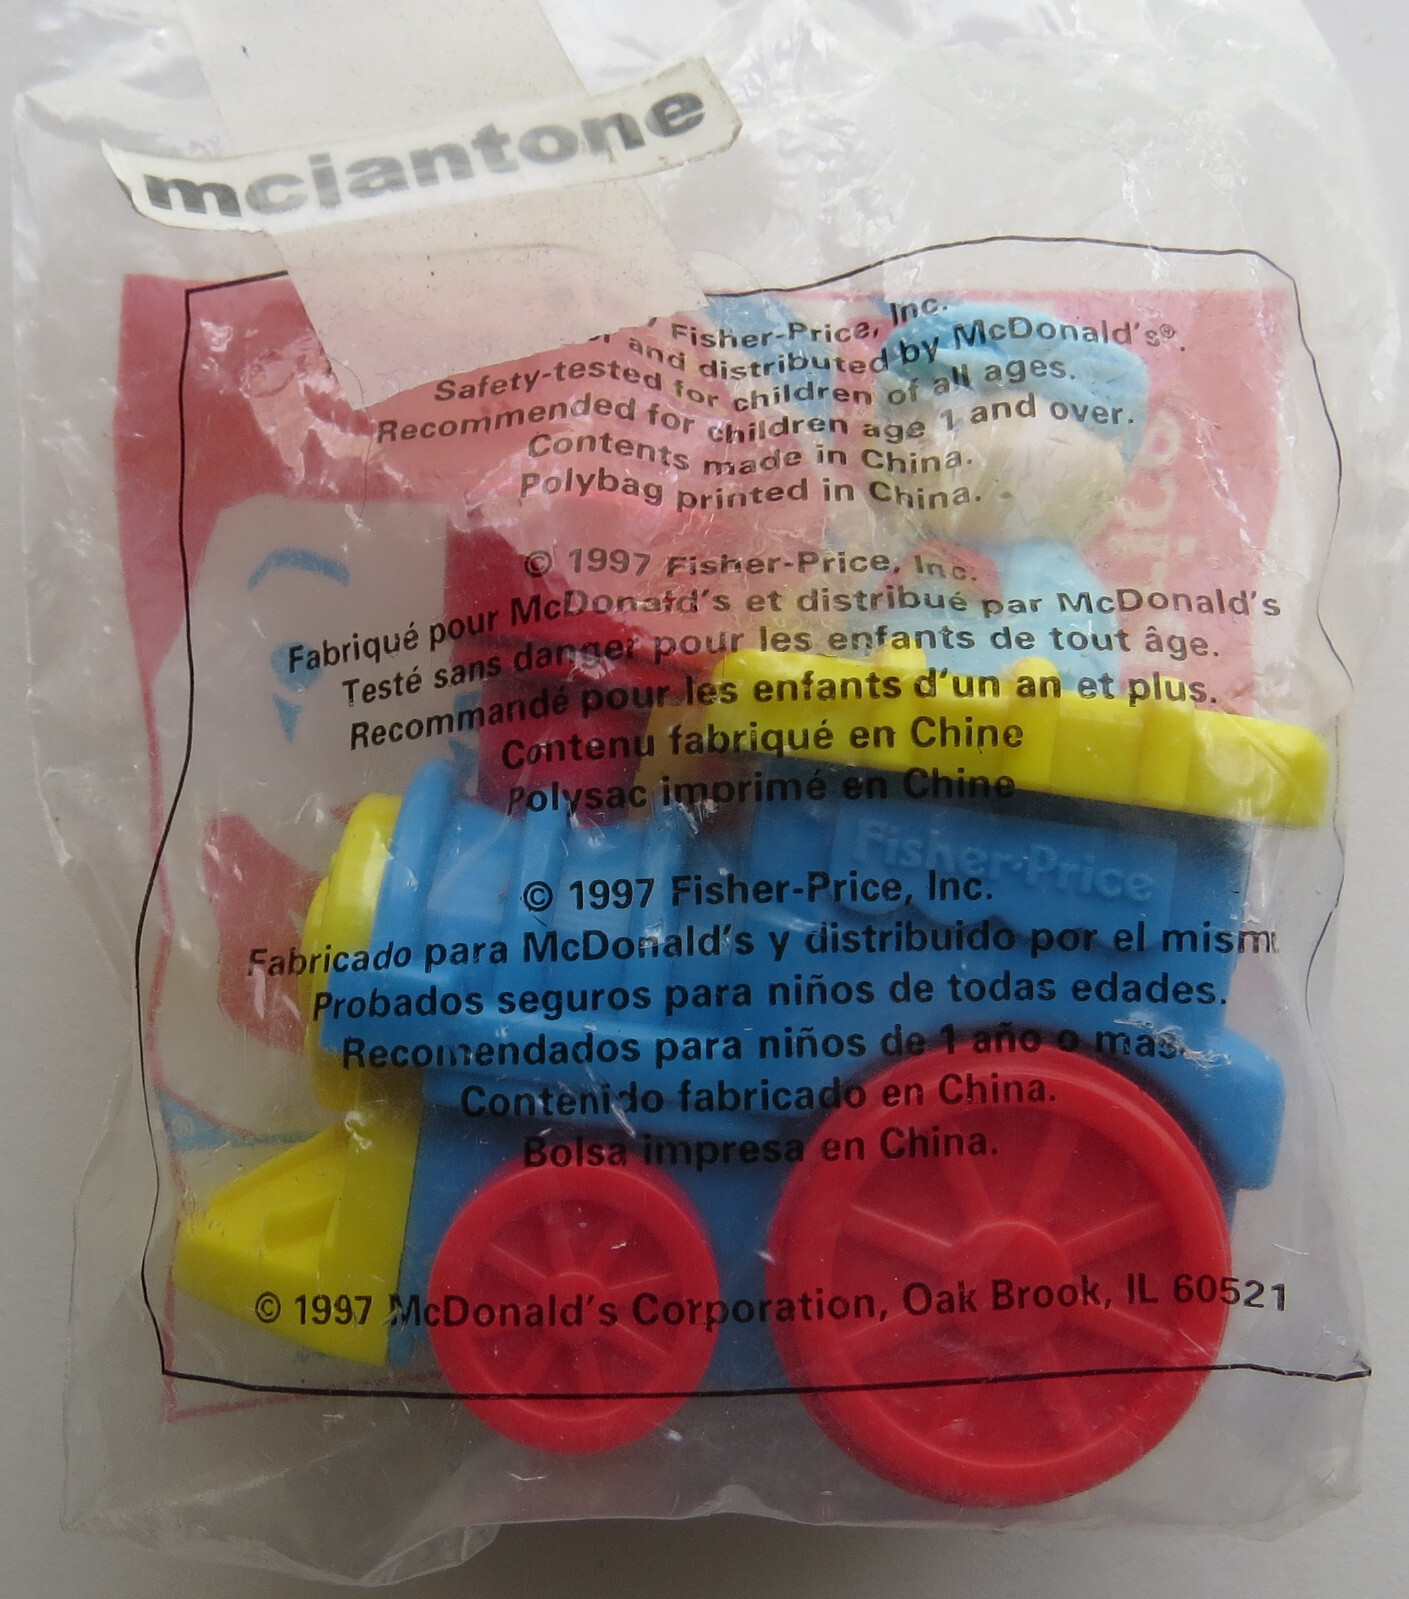 mciantone
Fisher-Price, Inc.
and distributed by McDonald's®.
Safety-tested for children of all ages.
Recommended for children age 1 and over.
Contents made in China.
Polybag printed in China.
© 1997 Fisher-Price, Inc.
Fabriqué pour McDonald's et distribué par McDonald's
Testé sans danger pour les enfants de tout âge.
Recommandé pour les enfants d'un an et plus.
Contenu fabriqué en Chine
Polysac imprimé en Chine
Fisher-Price
© 1997 Fisher-Price, Inc.
Fabricado para McDonald's y distribuido por el
Probados seguros para niños de todas edades.
Recomendados para niños de 1 año o más.
Contenido fabricado en China.
Bolsa impresa en China.
© 1997 McDonald's Corporation, Oak Brook, IL 60521